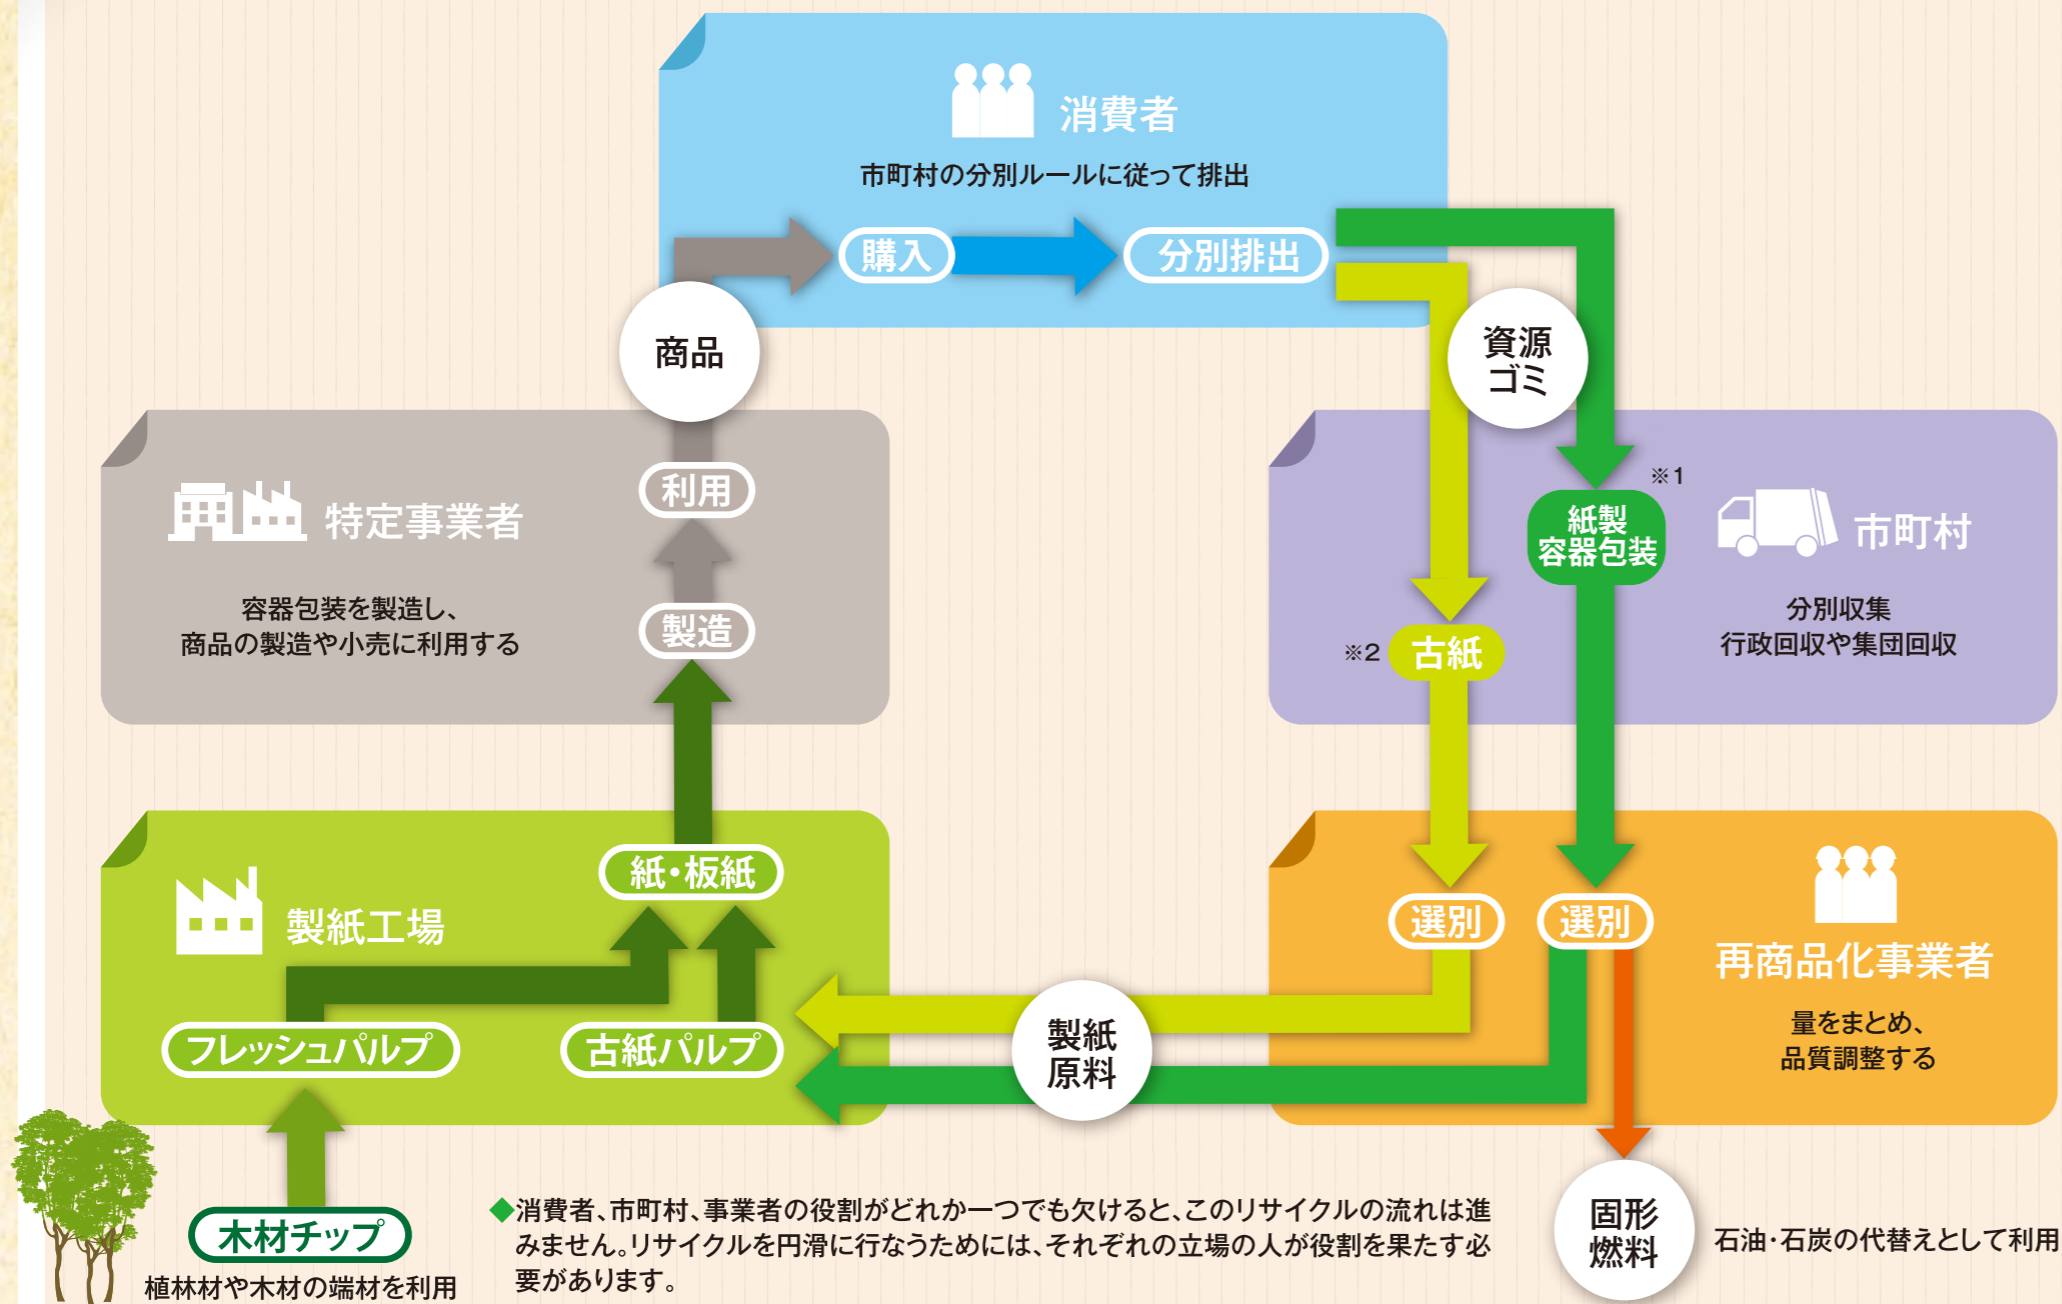 消費者
市町村の分別ルールに従って排出
購入
分別排出
商品
資源
ゴミ
特定事業者
容器包装を製造し、
商品の製造や小売に利用する
利用
製造
※1
紙製
容器包装
市町村
分別収集
行政回収や集団回収
※2
古紙
製紙工場
紙・板紙
フレッシュパルプ
古紙パルプ
製紙
原料
選別
選別
再商品化事業者
量をまとめ、
品質調整する
木材チップ
植林材や木材の端材を利用
◆消費者、市町村、事業者の役割がどれか一つでも欠けると、このリサイクルの流れは進
みません。リサイクルを円滑に行なうためには、それぞれの立場の人が役割を果たす必
要があります。
固形
燃料
石油・石炭の代替えとして利用